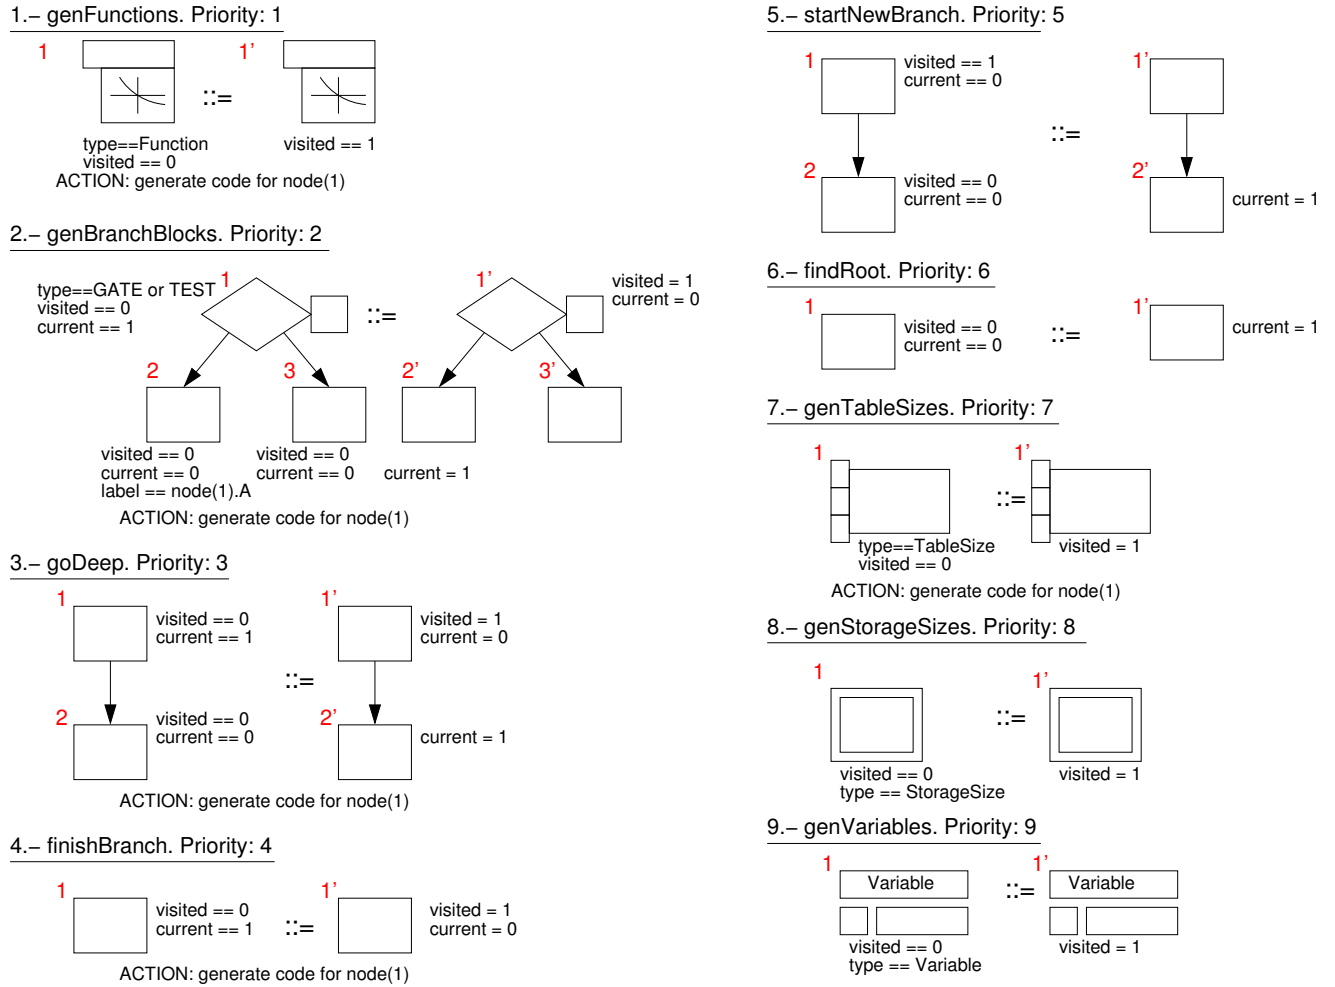 1.– genFunctions. Priority: 1
1
1'
::=
type==Function
visited == 0
visited == 1
ACTION: generate code for node(1)
2.– genBranchBlocks. Priority: 2
type==GATE or TEST
visited == 0
current == 1
1
::=
1'
visited = 1
current = 0
2
3
2'
3'
visited == 0
current == 0
label == node(1).A
visited == 0
current == 0
current = 1
ACTION: generate code for node(1)
3.– goDeep. Priority: 3
1
visited == 0
current == 1
1'
visited = 1
current = 0
::=
2
visited == 0
current == 0
2'
current = 1
ACTION: generate code for node(1)
4.– finishBranch. Priority: 4
1
visited == 0
current == 1
::=
1'
visited = 1
current = 0
ACTION: generate code for node(1)
5.– startNewBranch. Priority: 5
1
visited == 1
current == 0
1'
::=
2
visited == 0
current == 0
2'
current = 1
6.– findRoot. Priority: 6
1
visited == 0
current == 0
::=
1'
current = 1
7.– genTableSizes. Priority: 7
1
1'
::=
type==TableSize
visited == 0
visited = 1
ACTION: generate code for node(1)
8.– genStorageSizes. Priority: 8
1
1'
::=
visited == 0
type == StorageSize
visited = 1
9.– genVariables. Priority: 9
1
Variable
::=
1'
Variable
visited == 0
type == Variable
visited = 1